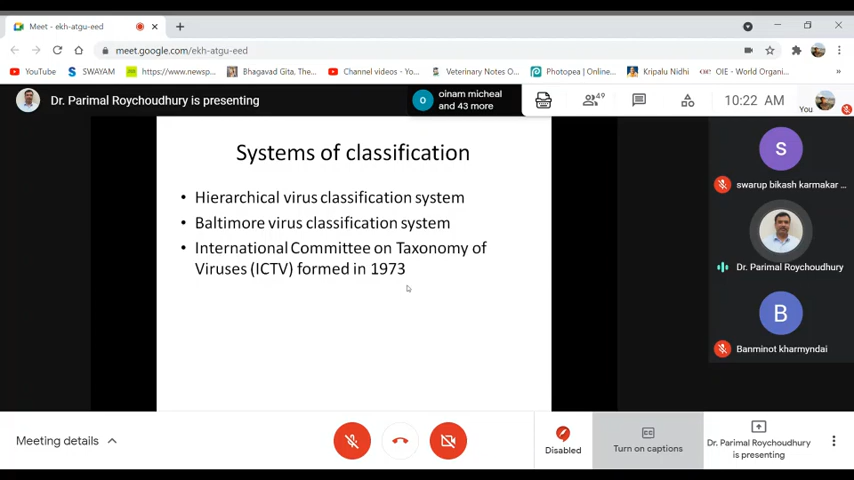 Meet - ekh-atgu-eed
meet.google.com/ekh-atgu-eed
YouTube
SWAYAM
https://www.newsp...
Bhagavad Gita, The...
Channel videos - Yo...
Veterinary Notes O...
Photopea | Online...
Kripalu Nidhi
OIE - World Organi...
Dr. Parimal Roychoudhury is presenting
O
oinam micheal
and 43 more
49
10:22 AM
You
Systems of classification
• Hierarchical virus classification system
• Baltimore virus classification system
• International Committee on Taxonomy of
Viruses (ICTV) formed in 1973
S
swarup bikash karmakar ...
Dr. Parimal Roychoudhury
B
Banminot kharmyndai
Meeting details
Disabled
CC
Turn on captions
Dr. Parimal Roychoudhury
is presenting